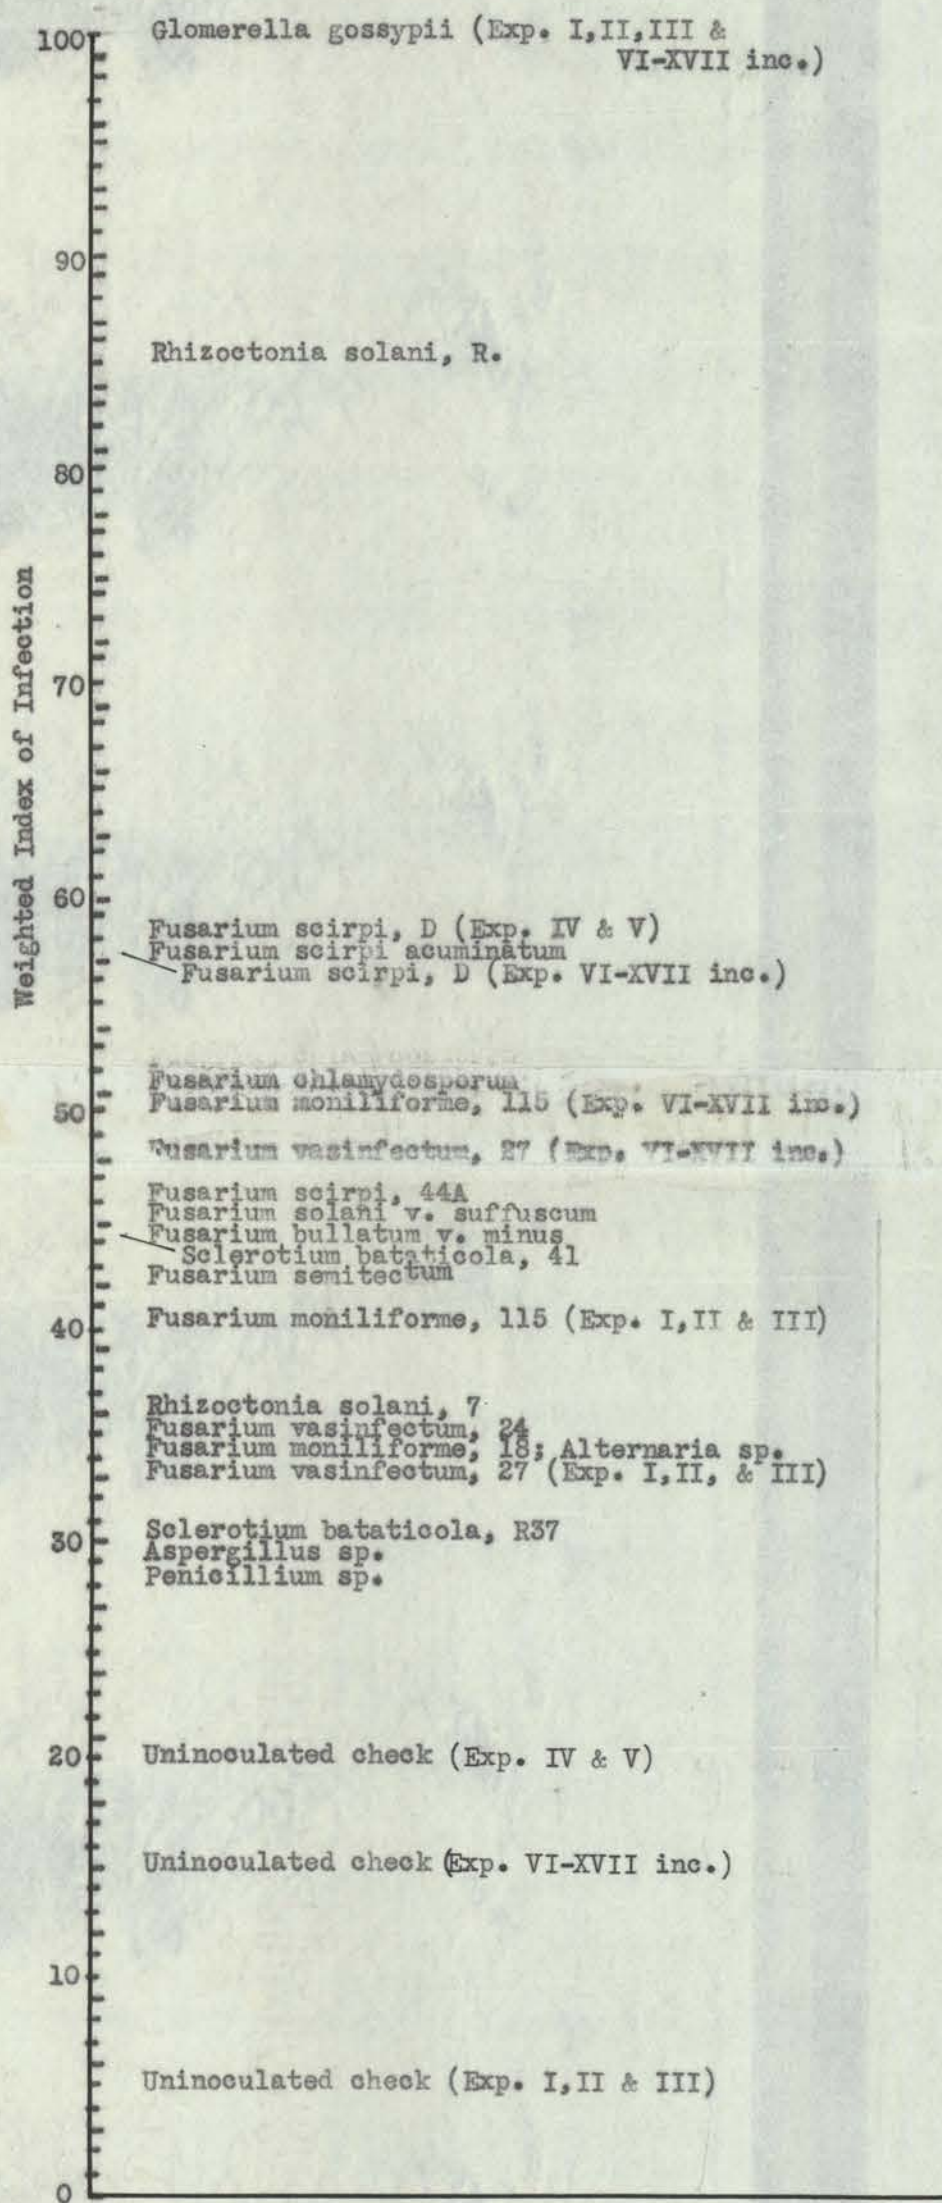 100
Glomerella gossypii (Exp. I,II,III &
VI-XVII inc.)
90
Rhizoctonia solani, R.
80
Weighted Index of Infection
70
60
Fusarium scirpi, D (Exp. IV & V)
Fusarium scirpi acuminatum
Fusarium scirpi, D (Exp. VI-XVII inc.)
Fusarium chlamydosporum
50
Fusarium moniliforme, 115 (Exp. VI-XVII inc.)
Fusarium vasinfectum, 27 (Exp. VI-XVII inc.)
Fusarium scirpi, 44A
Fusarium solani v. suffuscum
Fusarium bullatum v. minus
Sclerotium bataticola, 41
Fusarium semitectum
40
Fusarium moniliforme, 115 (Exp. I,II & III)
Rhizoctonia solani, 7
Fusarium vasinfectum, 24
Fusarium moniliforme, 18; Alternaria sp.
Fusarium vasinfectum, 27 (Exp. I,II, & III)
30
Sclerotium bataticola, R37
Aspergillus sp.
Penicillium sp.
20
Uninoculated check (Exp. IV & V)
Uninoculated check (Exp. VI-XVII inc.)
10
Uninoculated check (Exp. I,II & III)
0